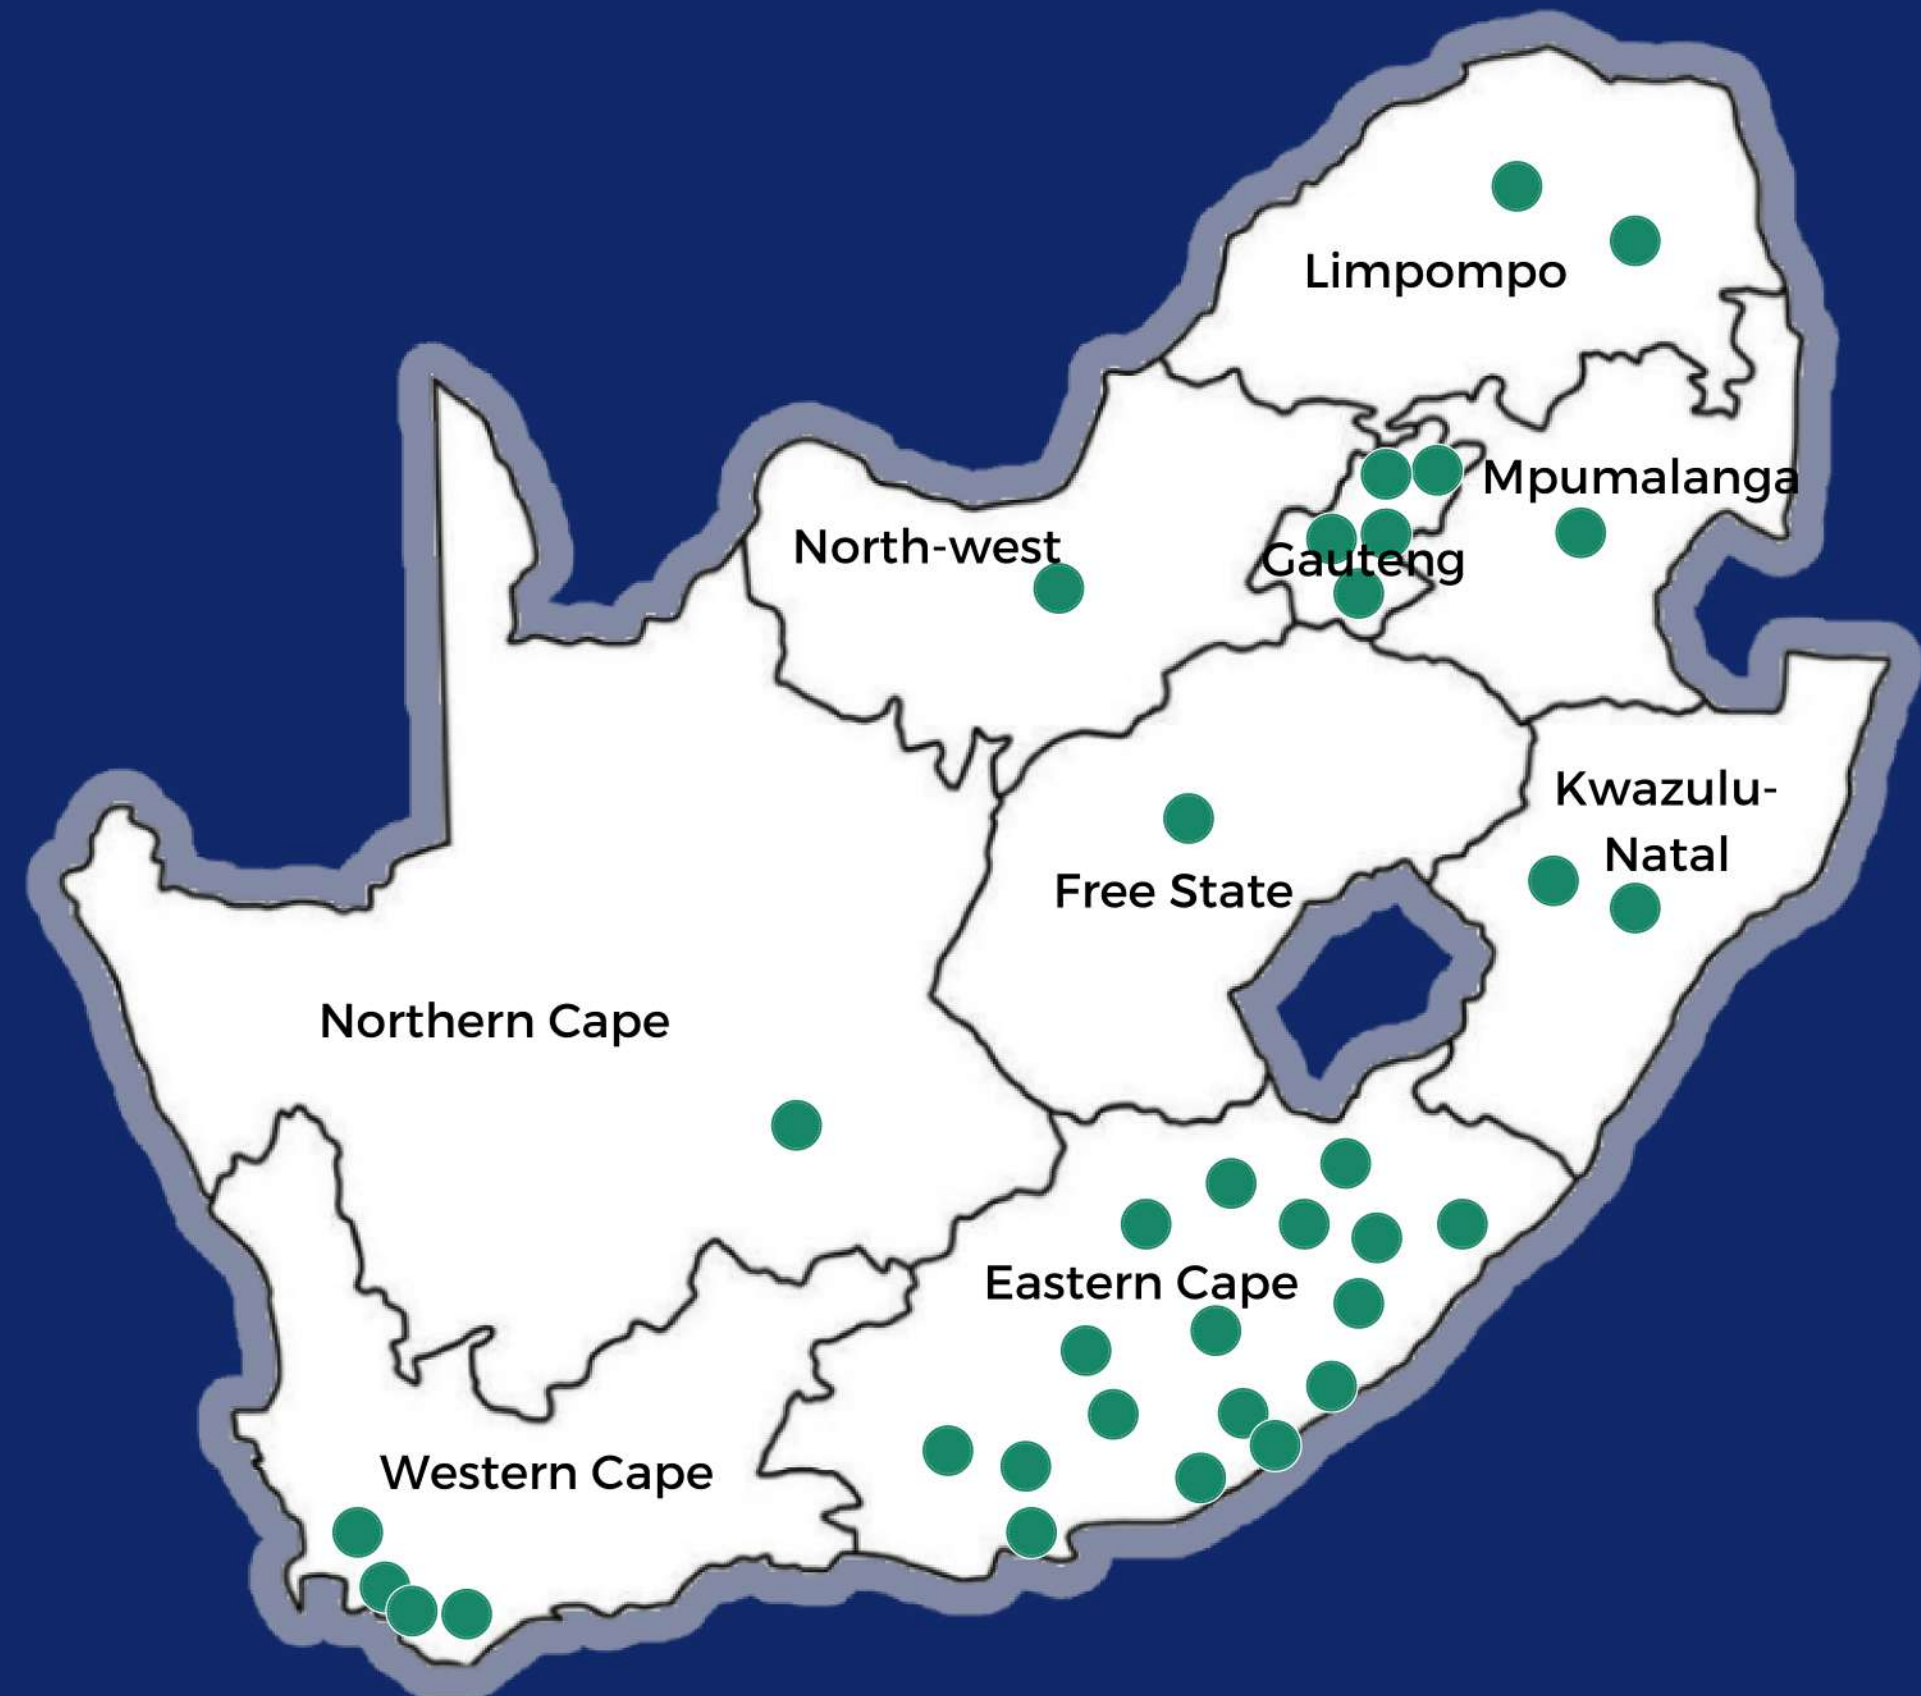 Limpompo
Mpumalanga
North-west
Gauteng
Kwazulu-
Natal
Free State
Northern Cape
Eastern Cape
Western Cape